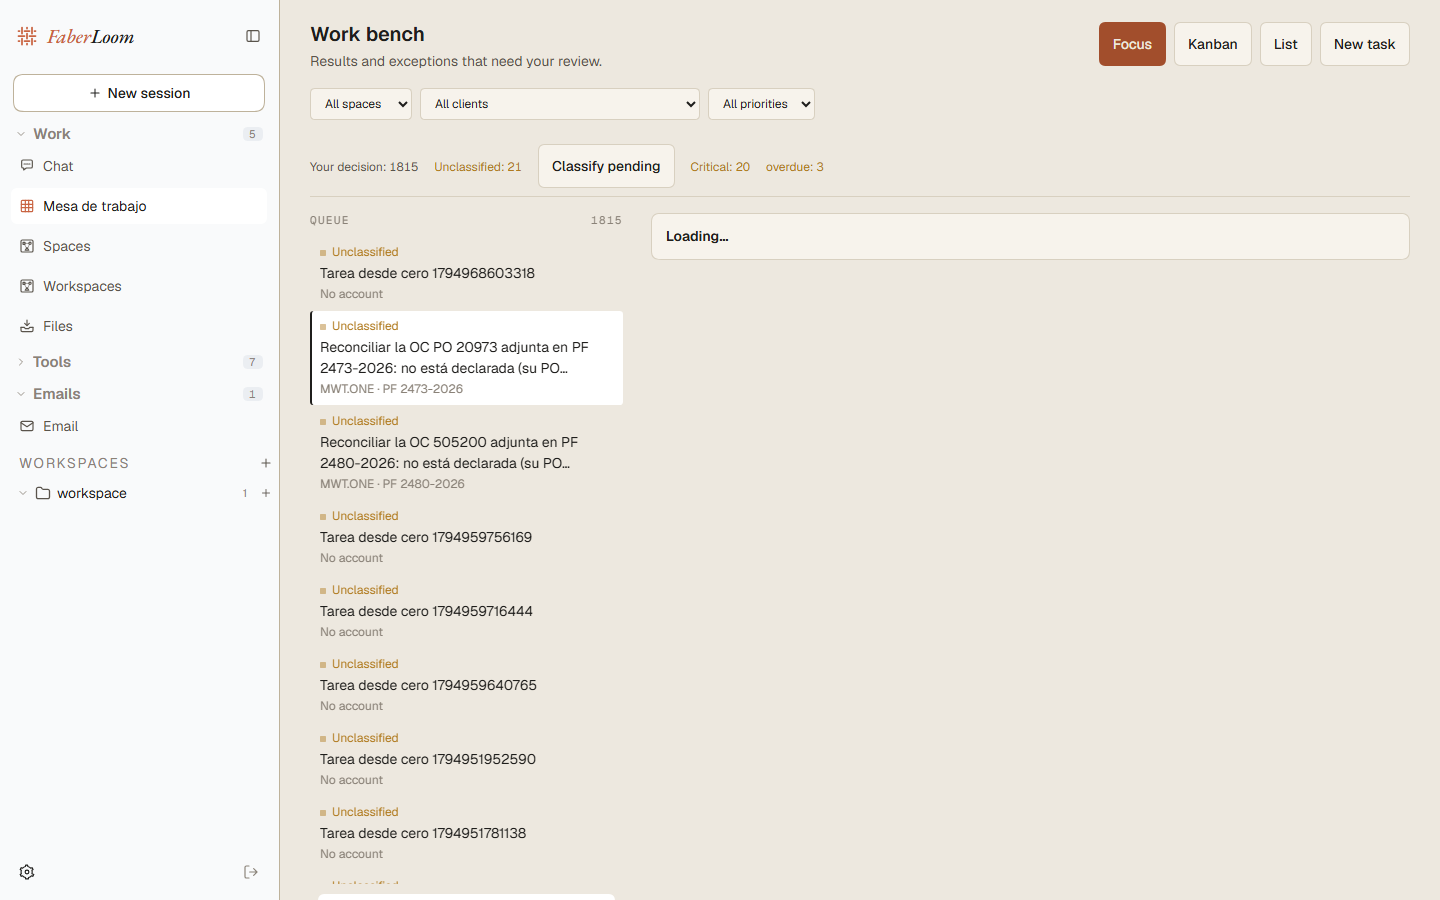 FaberLoom
+ New session
Work 5
Chat
Mesa de trabajo
Spaces
Workspaces
Files
Tools 7
Emails 1
Email
WORKSPACES +
workspace 1 +
Work bench
Results and exceptions that need your review.
Focus
Kanban
List
New task
All spaces
All clients
All priorities
Your decision: 1815
Unclassified: 21
Classify pending
Critical: 20
overdue: 3
QUEUE 1815
Unclassified
Tarea desde cero 1794968603318
No account
Unclassified
Reconciliar la OC PO 20973 adjunta en PF
2473-2026: no está declarada (su PO...
MWT.ONE · PF 2473-2026
Unclassified
Reconciliar la OC 505200 adjunta en PF
2480-2026: no está declarada (su PO...
MWT.ONE · PF 2480-2026
Unclassified
Tarea desde cero 1794959756169
No account
Unclassified
Tarea desde cero 1794959716444
No account
Unclassified
Tarea desde cero 1794959640765
No account
Unclassified
Tarea desde cero 1794951952590
No account
Unclassified
Tarea desde cero 1794951781138
No account
Loading...